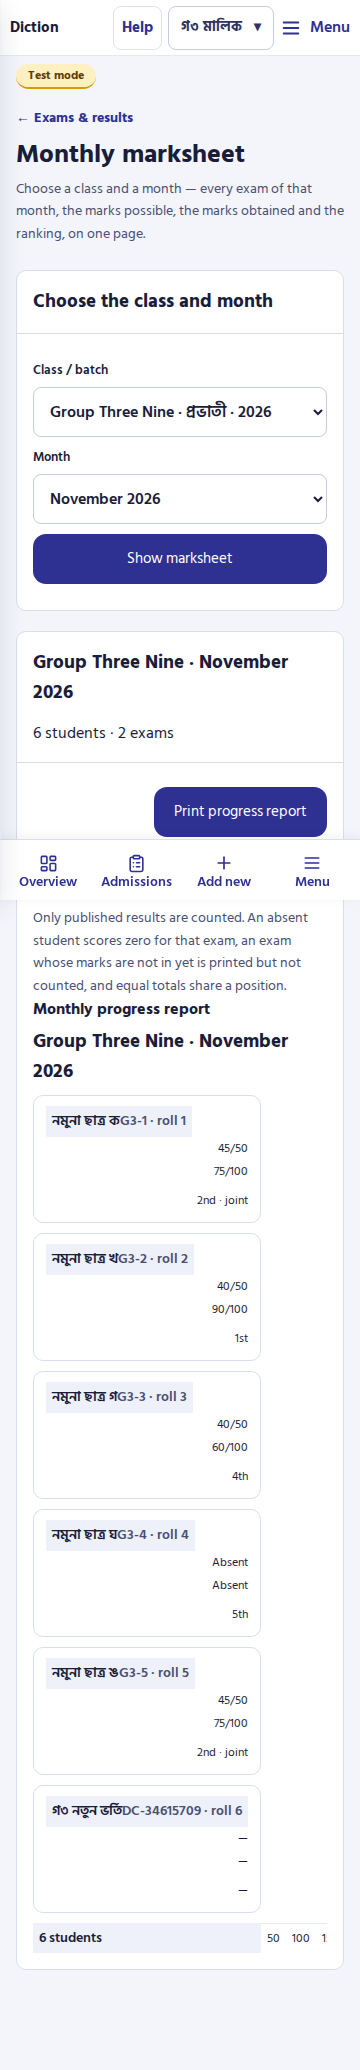 Diction
Help
গ৩ মালিক ▾
Menu
Test mode
← Exams & results
Monthly marksheet
Choose a class and a month — every exam of that
month, the marks possible, the marks obtained and the
ranking, on one page.
Choose the class and month
Class / batch
Group Three Nine · প্রভাতী · 2026
Month
November 2026
Show marksheet
Group Three Nine · November
2026
6 students · 2 exams
Print progress report
Overview
Admissions
Add new
Menu
Only published results are counted. An absent
student scores zero for that exam, an exam
whose marks are not in yet is printed but not
counted, and equal totals share a position.
Monthly progress report
Group Three Nine · November
2026
নমুনা ছাত্র কG3-1 · roll 1
45/50
75/100
2nd · joint
নমুনা ছাত্র খG3-2 · roll 2
40/50
90/100
1st
নমুনা ছাত্র গG3-3 · roll 3
40/50
60/100
4th
নমুনা ছাত্র ঘG3-4 · roll 4
Absent
Absent
5th
নমুনা ছাত্র ঙG3-5 · roll 5
45/50
75/100
2nd · joint
গ৩ নতুন ভর্তিDC-34615709 · roll 6
—
—
—
6 students 50 100 1